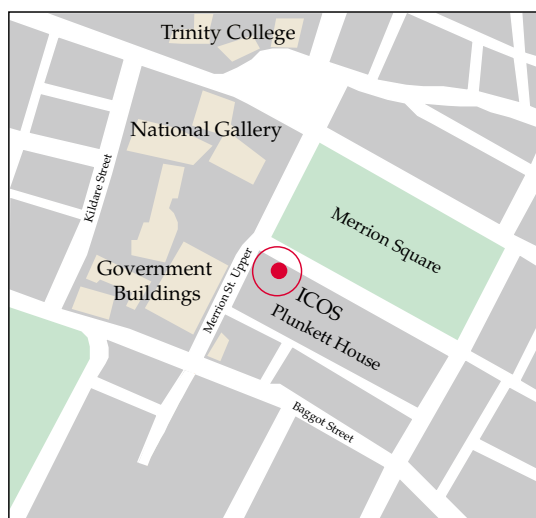 Trinity College
National Gallery
Kildare Street
Merrion Square
Government
Buildings
Merrion St. Upper
ICOS
Plunkett House
Baggot Street